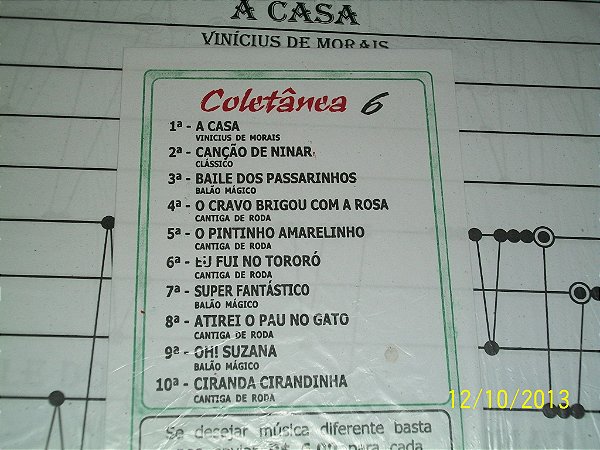 A CASA
VINÍCIUS DE MORAIS
Coletânea 6
1ª - A CASA
VINICIUS DE MORAIS
2ª - CANÇÃO DE NINAR
CLÁSSICO
3ª - BAILE DOS PASSARINHOS
BALÃO MÁGICO
4ª - O CRAVO BRIGOU COM A ROSA
CANTIGA DE RODA
5ª - O PINTINHO AMARELINHO
CANTIGA DE RODA
6ª - EU FUI NO TORORÓ
CANTIGA DE RODA
7ª - SUPER FANTÁSTICO
BALÃO MÁGICO
8ª - ATIREI O PAU NO GATO
CANTIGA DE RODA
9ª - OH! SUZANA
BALÃO MÁGICO
10ª - CIRANDA CIRANDINHA
CANTIGA DE RODA
12/10/2013
Se decejar música diferente basta
R$ para cada